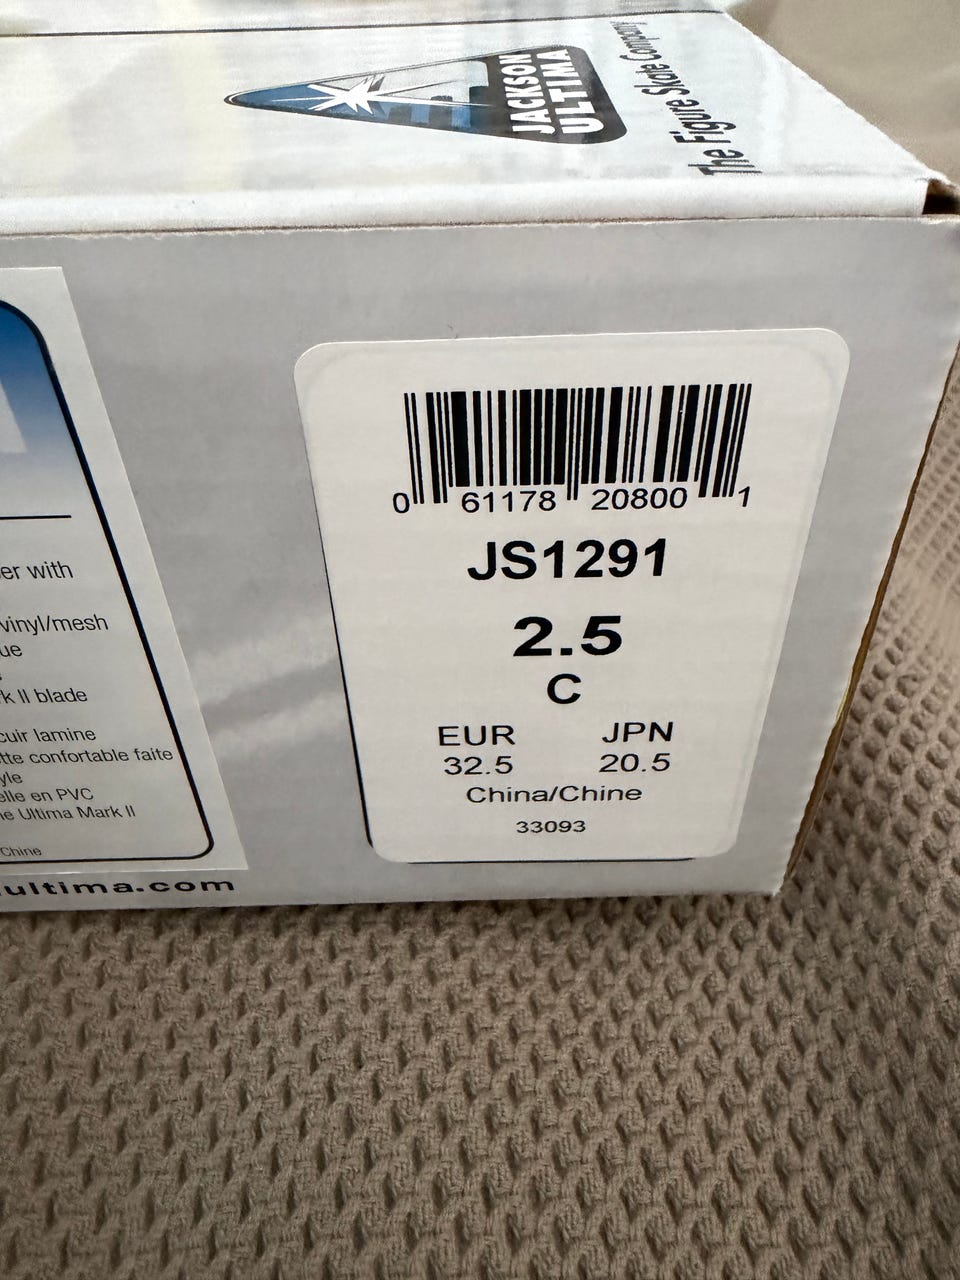 JACKSON
ULTIMA
The Figure Skate Company
er with
vinyl/mesh
ue
k II blade
cuir lamine
tte confortable faite
yle
elle en PVC
ne Ultima Mark II
Chine
ultima.com
0 61178 20800 1
JS1291
2.5
C
EUR JPN
32.5 20.5
China/Chine
33093